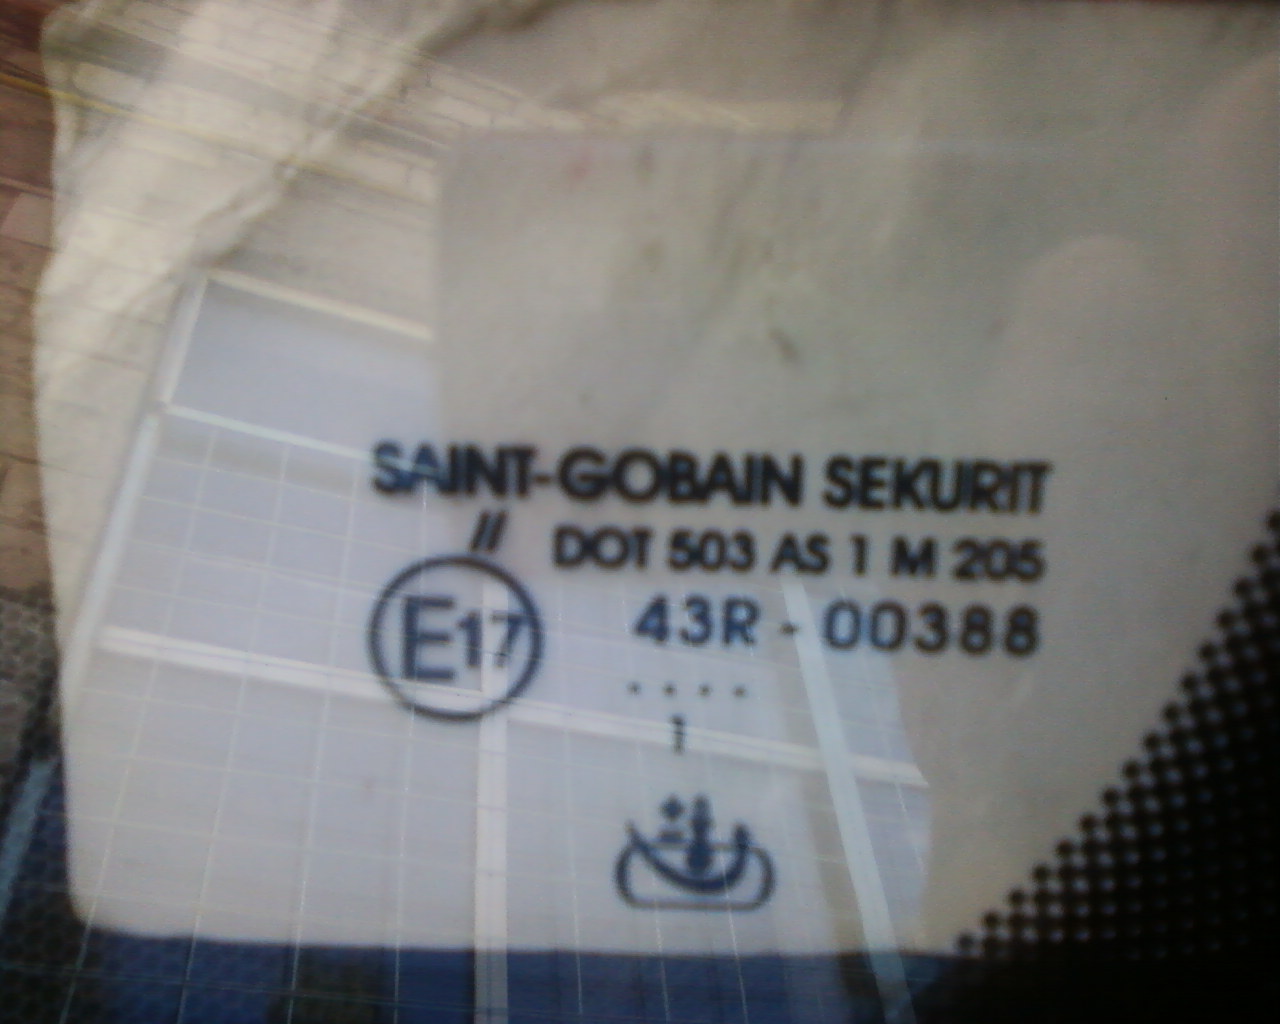 SAINT-GOBAIN SEKURIT
// DOT 503 AS 1 M 205
E17 43R - 00388
. . . .
1